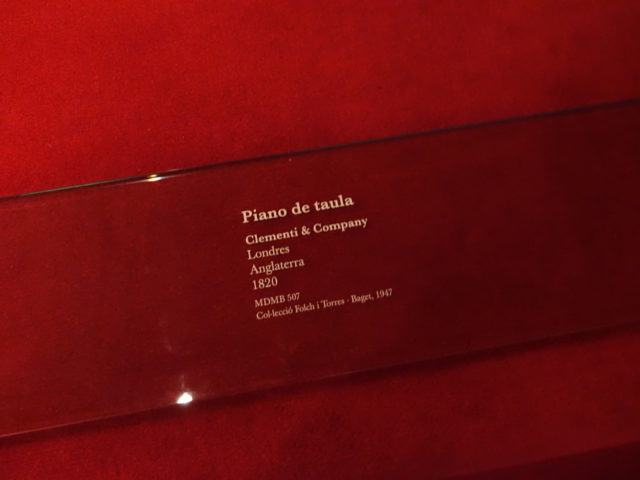 Piano de taula
Clementi & Company
Londres
Anglaterra
1820
MDMB 507
Col·lecció Folch i Torres · Baget, 1947